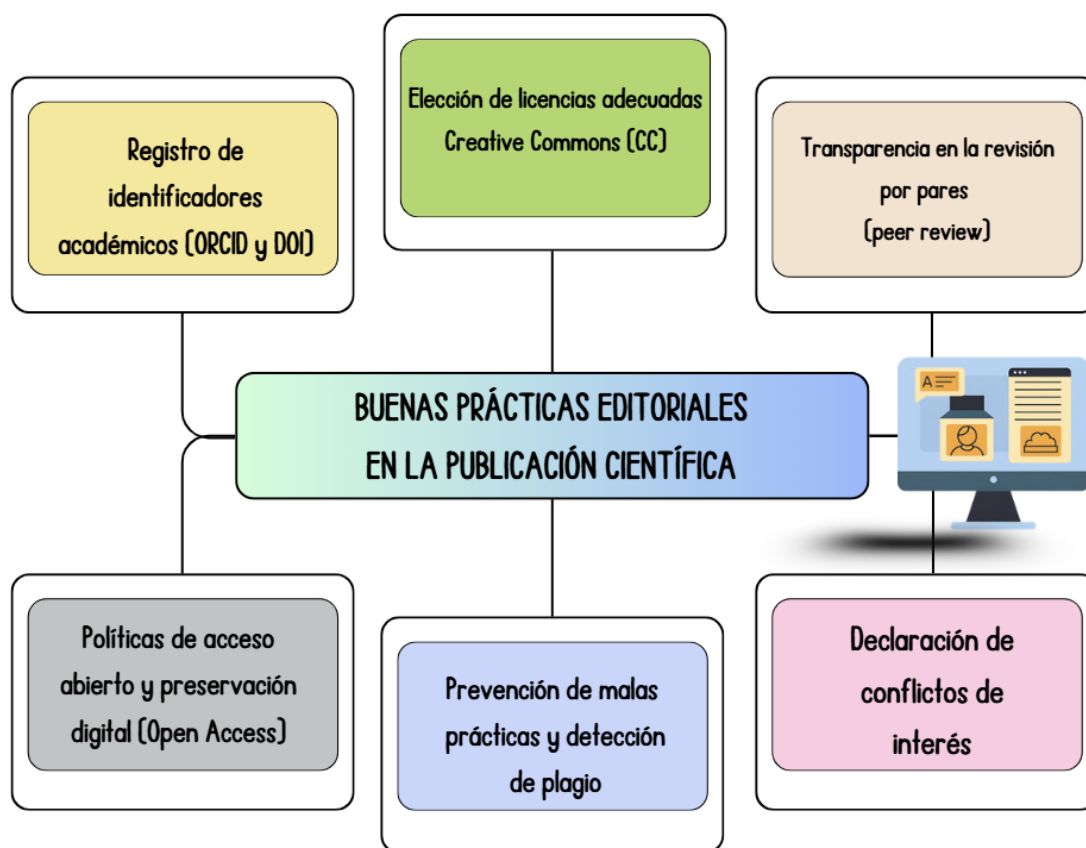 Elección de licencias adecuadas
Creative Commons (CC)
Registro de
identificadores
académicos (ORCID y DOI)
Transparencia en la revisión
por pares
(peer review)
BUENAS PRÁCTICAS EDITORIALES
EN LA PUBLICACIÓN CIENTÍFICA
A
Políticas de acceso
abierto y preservación
digital (Open Access)
Prevención de malas
prácticas y detección
de plagio
Declaración de
conflictos de
interés